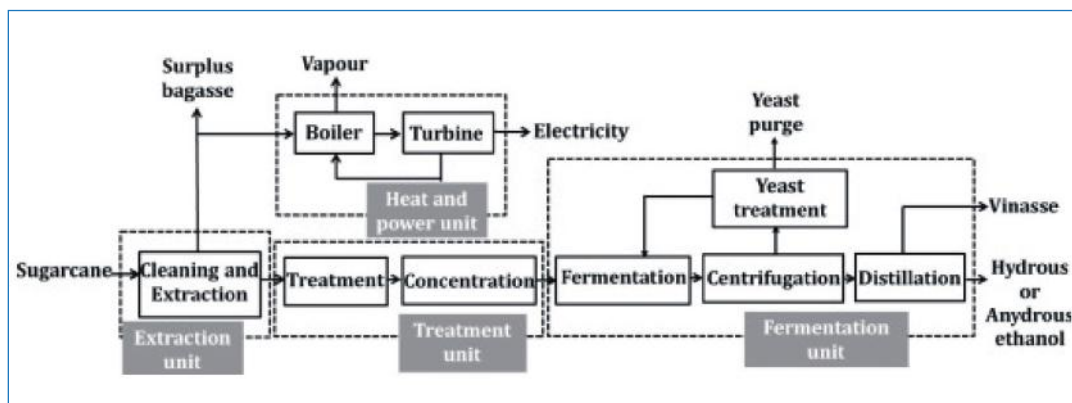 Surplus
bagasse
Vapour
Boiler
Turbine
Electricity
Heat and
power unit
Yeast
purge
Yeast
treatment
Vinasse
Sugarcane
Cleaning and
Extraction
Extraction
unit
Treatment
Concentration
Treatment
unit
Fermentation
Centrifugation
Distillation
Fermentation
unit
Hydrous
or
Anydrous
ethanol